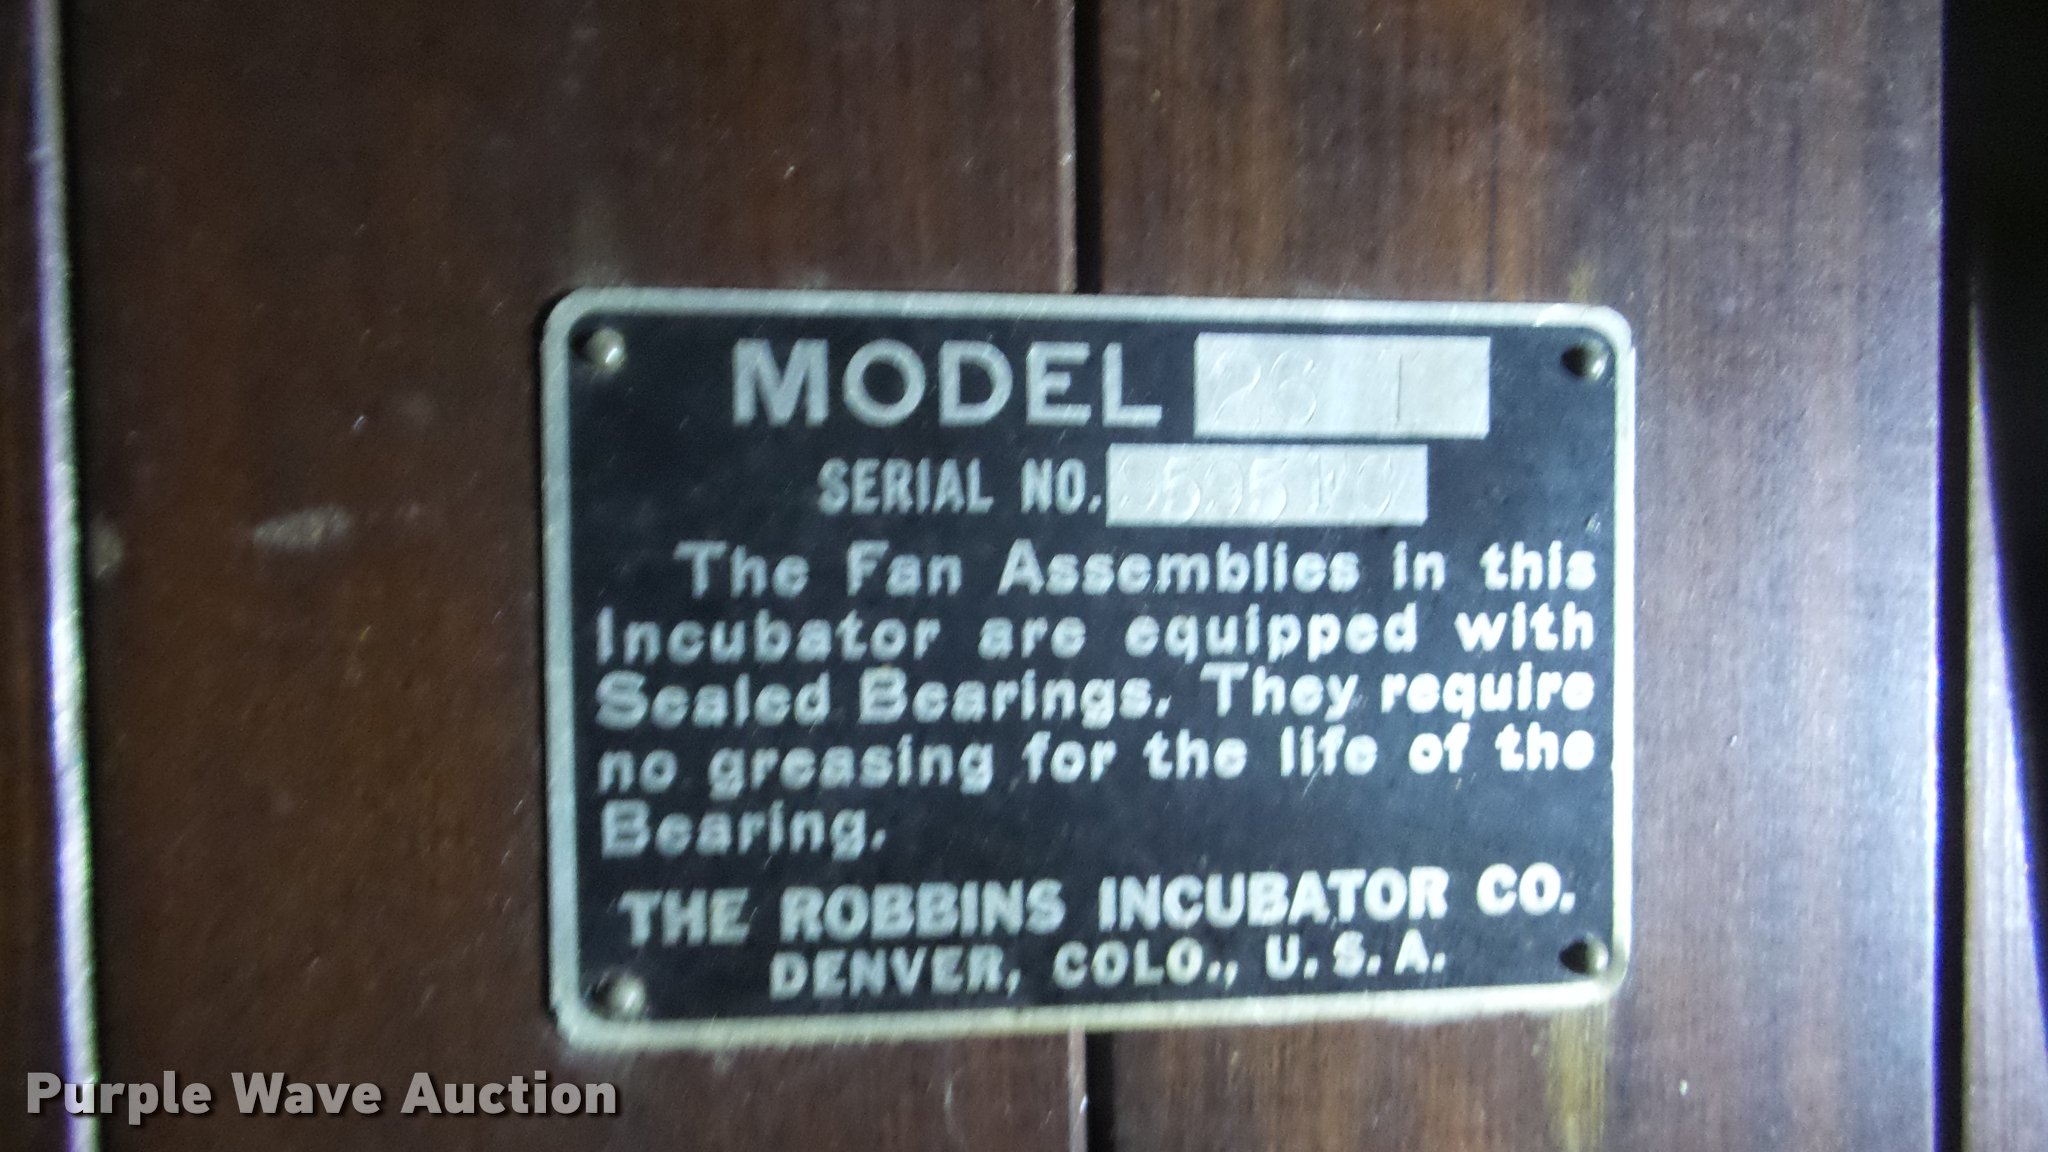 MODEL 26
SERIAL NO.
The Fan Assemblies in this
Incubator are equipped with
Sealed Bearings. They require
no greasing for the life of the
Bearing.
THE ROBBINS INCUBATOR CO.
DENVER, COLO., U.S.A.
Purple Wave Auction